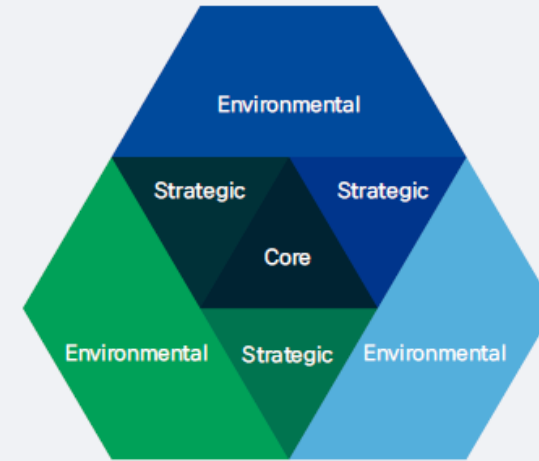 Environmental
Strategic
Strategic
Core
Environmental
Strategic
Environmental